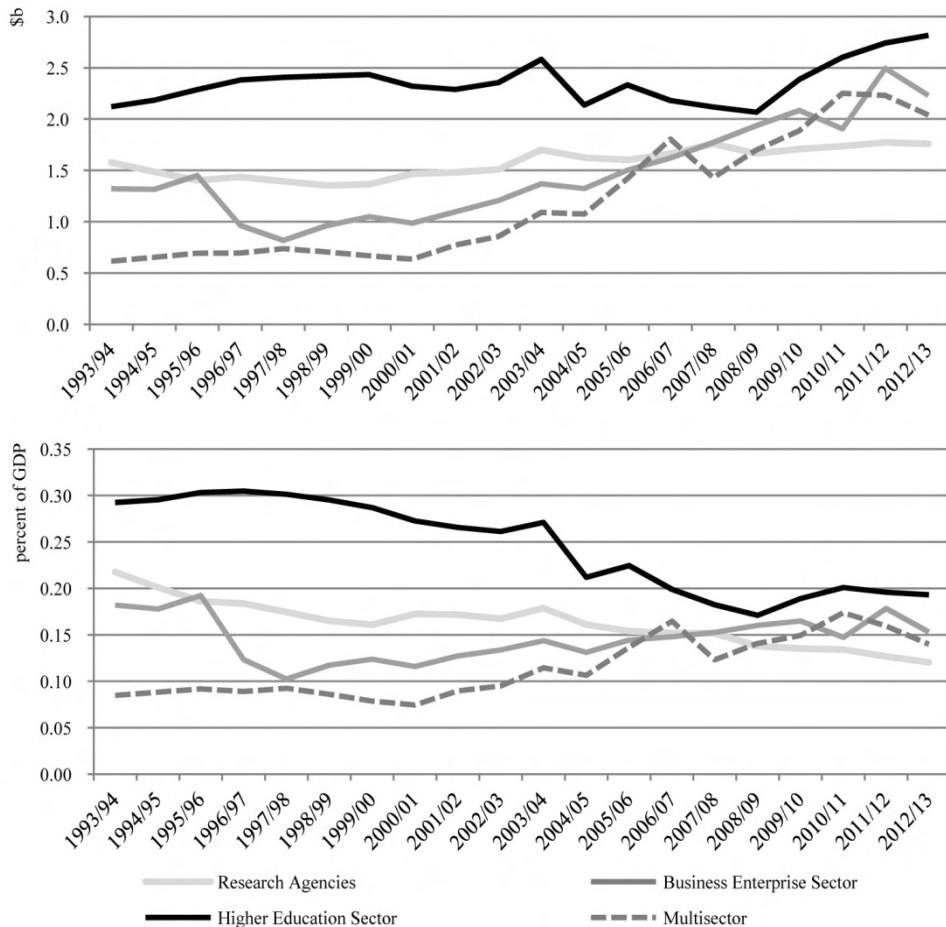 $b
3.0
2.5
2.0
1.5
1.0
0.5
0.0
1993/94 1994/95 1995/96 1996/97 1997/98 1998/99 1999/00 2000/01 2001/02 2002/03 2003/04 2004/05 2005/06 2006/07 2007/08 2008/09 2009/10 2010/11 2011/12 2012/13
percent of GDP
0.35
0.30
0.25
0.20
0.15
0.10
0.05
0.00
1993/94 1994/95 1995/96 1996/97 1997/98 1998/99 1999/00 2000/01 2001/02 2002/03 2003/04 2004/05 2005/06 2006/07 2007/08 2008/09 2009/10 2010/11 2011/12 2012/13
Research Agencies Business Enterprise Sector
Higher Education Sector Multisector